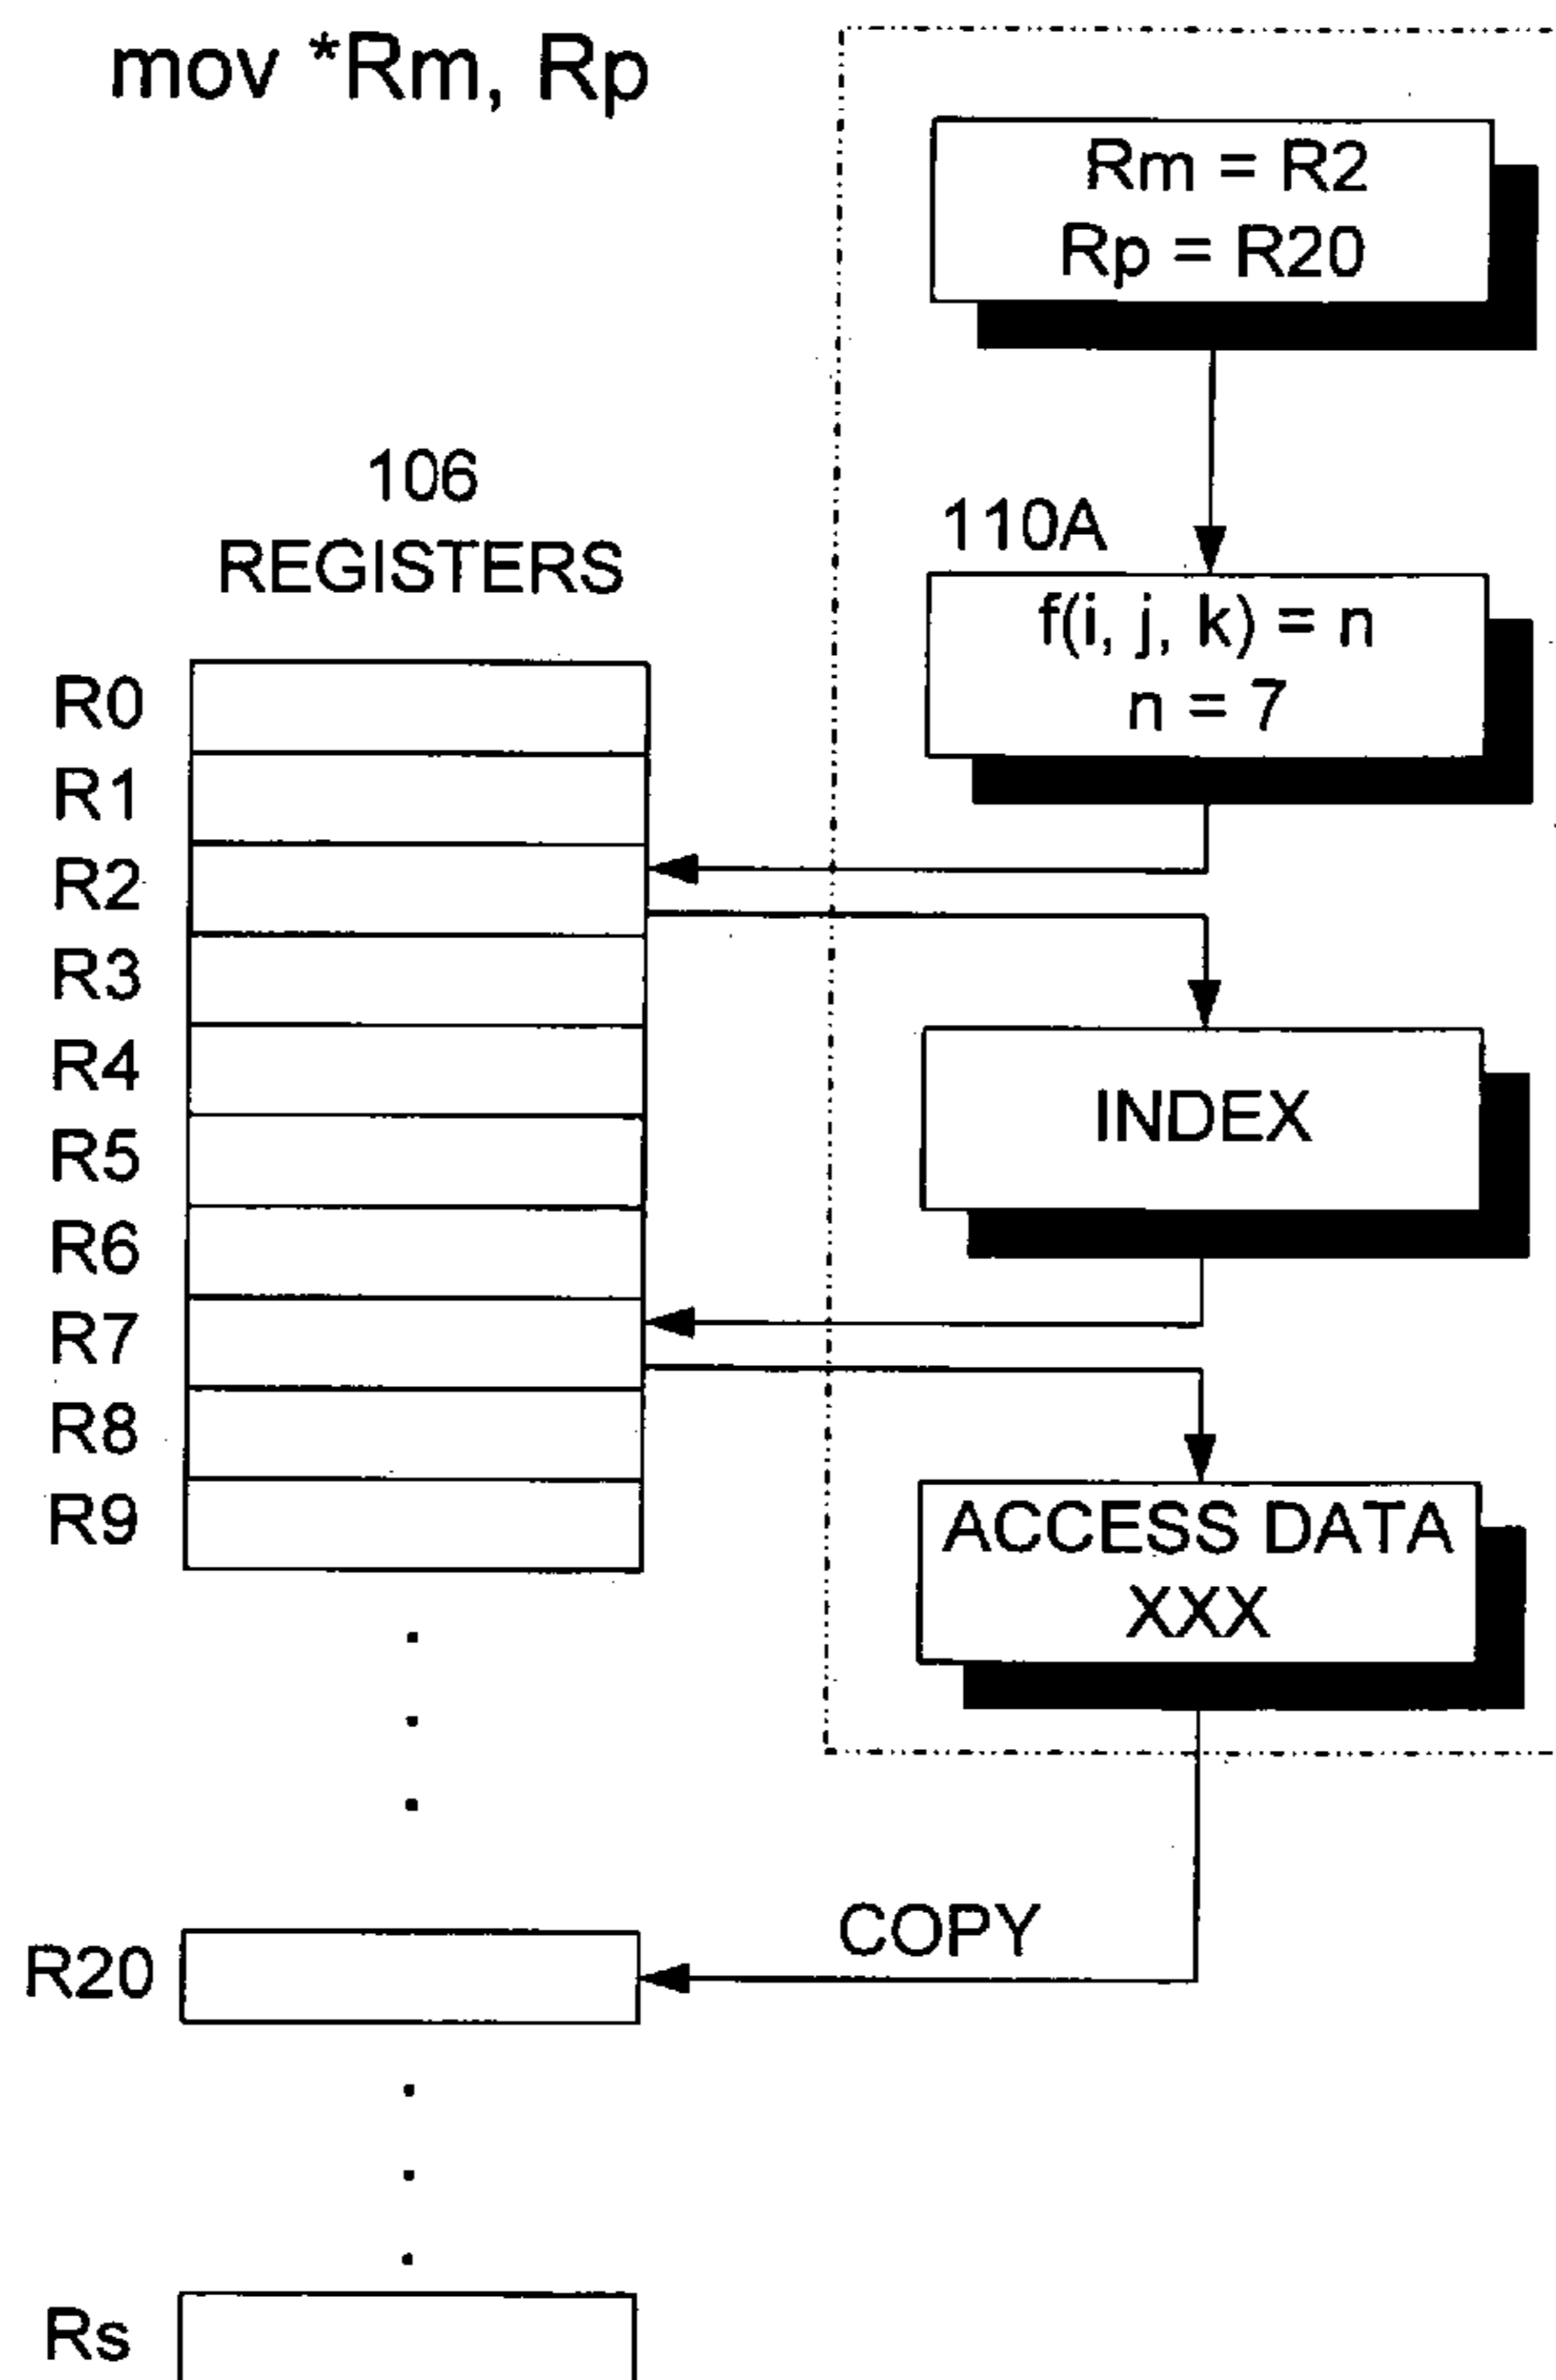 mov *Rm, Rp
Rm = R2
Rp = R20
106
REGISTERS
110A
f(i, j, k) = n
n = 7
R0
R1
R2
R3
R4
R5
R6
R7
R8
R9
INDEX
ACCESS DATA
XXX
COPY
R20
Rs